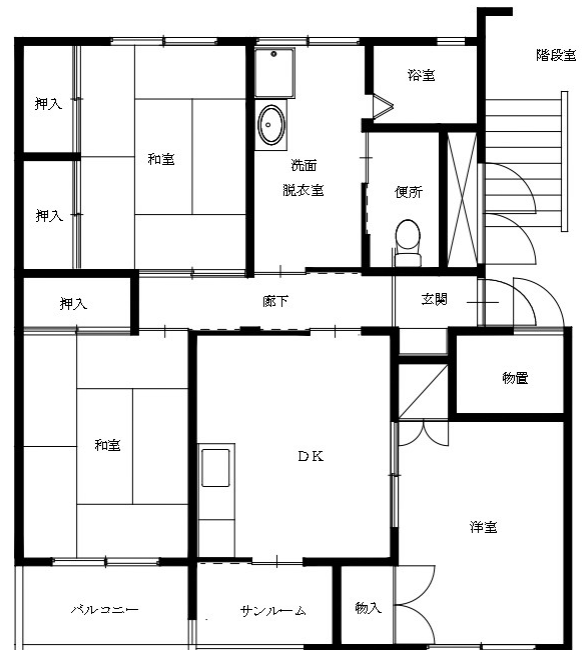 階段室
浴室
押入
和室
洗面
脱衣室
便所
押入
押入
廊下
玄関
物置
和室
DK
洋室
バルコニー
サンルーム
物入